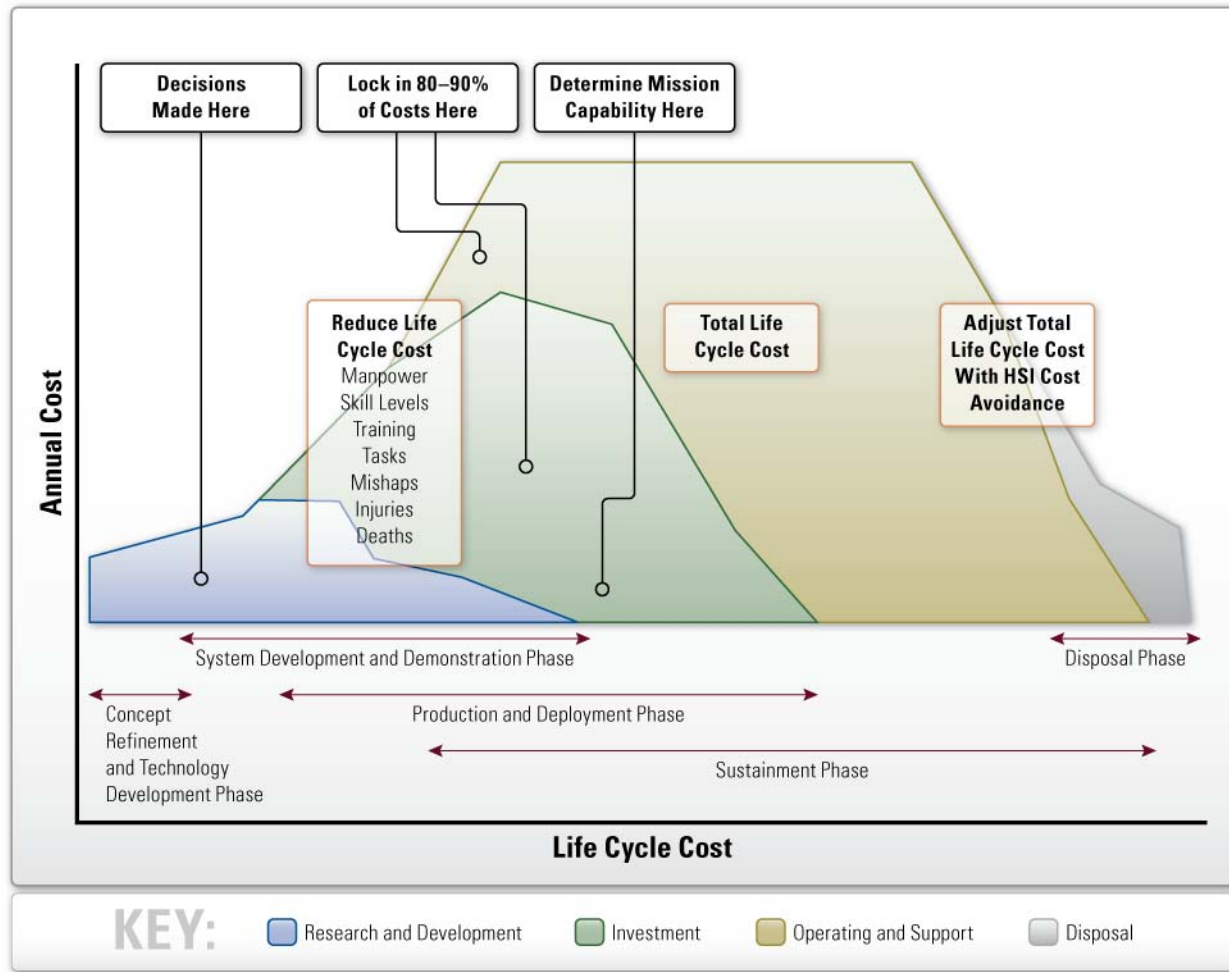 Decisions
Made Here
Lock in 80–90%
of Costs Here
Determine Mission
Capability Here
Annual Cost
Reduce Life
Cycle Cost
Manpower
Skill Levels
Training
Tasks
Mishaps
Injuries
Deaths
Total Life
Cycle Cost
Adjust Total
Life Cycle Cost
With HSI Cost
Avoidance
System Development and Demonstration Phase
Disposal Phase
Concept
Refinement
and Technology
Development Phase
Production and Deployment Phase
Sustainment Phase
Life Cycle Cost
KEY:
Research and Development
Investment
Operating and Support
Disposal